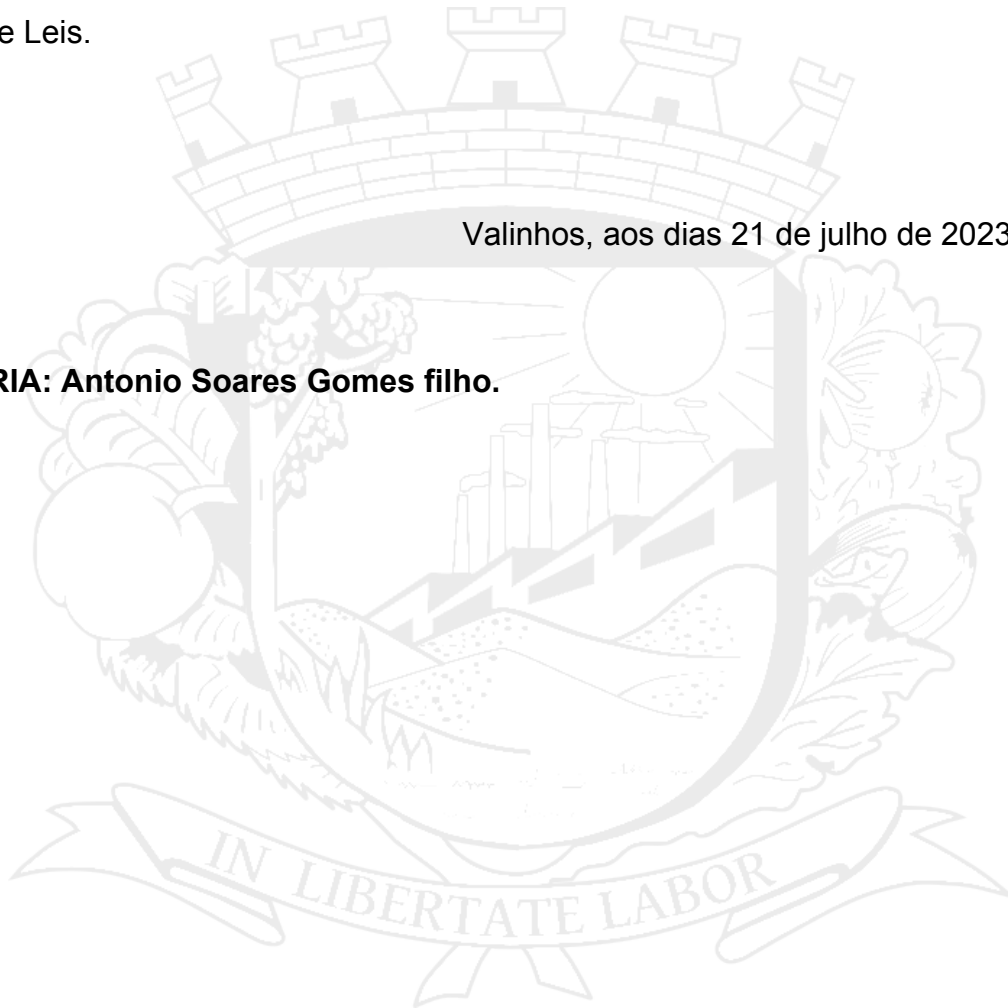 e Leis.
Valinhos, aos dias 21 de julho de 2023
RIA: Antonio Soares Gomes filho.
IN LIBERTATE LABOR